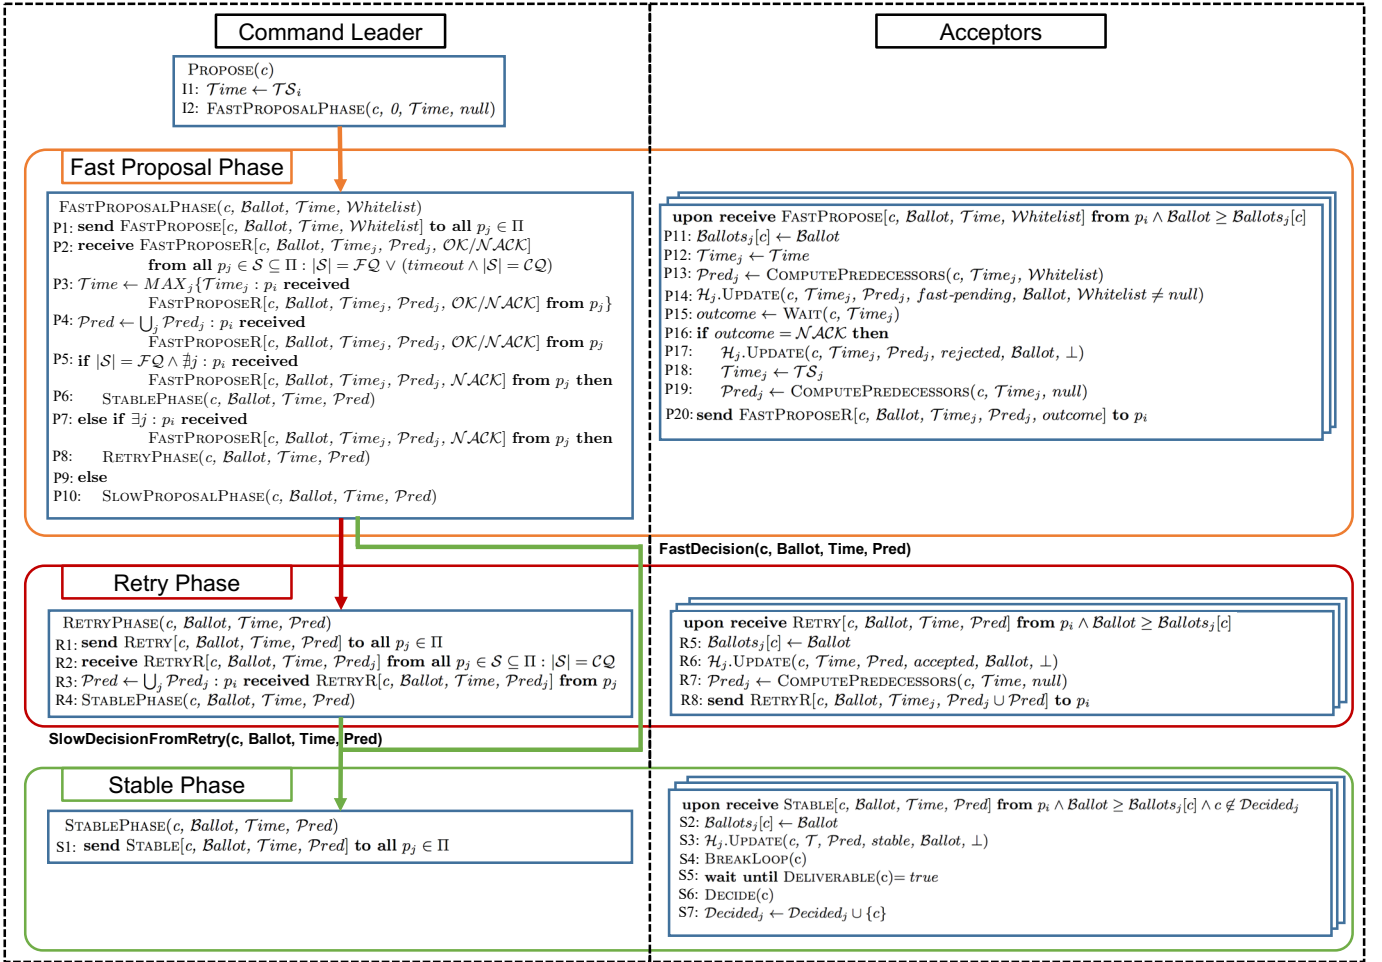 Command Leader
Acceptors
PROPOSE(c)
I1: Time ← TS_i
I2: FASTPROPOSALPHASE(c, 0, Time, null)
Fast Proposal Phase
FASTPROPOSALPHASE(c, Ballot, Time, Whitelist)
P1: send FASTPROPOSE[c, Ballot, Time, Whitelist] to all p_j ∈ Π
P2: receive FASTPROPOSER[c, Ballot, Time_j, Pred_j, OK/NACK]
from all p_j ∈ S ⊆ Π : |S| = FQ ∨ (timeout ∧ |S| = CQ)
P3: Time ← MAX_j{Time_j : p_i received
FASTPROPOSER[c, Ballot, Time_j, Pred_j, OK/NACK] from p_j}
P4: Pred ← ⋃_j Pred_j : p_i received
FASTPROPOSER[c, Ballot, Time_j, Pred_j, OK/NACK] from p_j
P5: if |S| = FQ ∧ ∄j : p_i received
FASTPROPOSER[c, Ballot, Time_j, Pred_j, NACK] from p_j then
P6: STABLEPHASE(c, Ballot, Time, Pred)
P7: else if ∃j : p_i received
FASTPROPOSER[c, Ballot, Time_j, Pred_j, NACK] from p_j then
P8: RETRYPHASE(c, Ballot, Time, Pred)
P9: else
P10: SLOWPROPOSALPHASE(c, Ballot, Time, Pred)
upon receive FASTPROPOSE[c, Ballot, Time, Whitelist] from p_i ∧ Ballot ≥ Ballots_j[c]
P11: Ballots_j[c] ← Ballot
P12: Time_j ← Time
P13: Pred_j ← COMPUTEPREDECESSORS(c, Time_j, Whitelist)
P14: H_j.UPDATE(c, Time_j, Pred_j, fast-pending, Ballot, Whitelist ≠ null)
P15: outcome ← WAIT(c, Time_j)
P16: if outcome = NACK then
P17: H_j.UPDATE(c, Time_j, Pred_j, rejected, Ballot, ⊥)
P18: Time_j ← TS_j
P19: Pred_j ← COMPUTEPREDECESSORS(c, Time_j, null)
P20: send FASTPROPOSER[c, Ballot, Time_j, Pred_j, outcome] to p_i
FastDecision(c, Ballot, Time, Pred)
Retry Phase
RETRYPHASE(c, Ballot, Time, Pred)
R1: send RETRY[c, Ballot, Time, Pred] to all p_j ∈ Π
R2: receive RETRYR[c, Ballot, Time, Pred_j] from all p_j ∈ S ⊆ Π : |S| = CQ
R3: Pred ← ⋃_j Pred_j : p_i received RETRYR[c, Ballot, Time, Pred_j] from p_j
R4: STABLEPHASE(c, Ballot, Time, Pred)
upon receive RETRY[c, Ballot, Time, Pred] from p_i ∧ Ballot ≥ Ballots_j[c]
R5: Ballots_j[c] ← Ballot
R6: H_j.UPDATE(c, Time, Pred, accepted, Ballot, ⊥)
R7: Pred_j ← COMPUTEPREDECESSORS(c, Time, null)
R8: send RETRYR[c, Ballot, Time_j, Pred_j ∪ Pred] to p_i
SlowDecisionFromRetry(c, Ballot, Time, Pred)
Stable Phase
STABLEPHASE(c, Ballot, Time, Pred)
S1: send STABLE[c, Ballot, Time, Pred] to all p_j ∈ Π
upon receive STABLE[c, Ballot, Time, Pred] from p_i ∧ Ballot ≥ Ballots_j[c] ∧ c ∉ Decided_j
S2: Ballots_j[c] ← Ballot
S3: H_j.UPDATE(c, T, Pred, stable, Ballot, ⊥)
S4: BREAKLOOP(c)
S5: wait until DELIVERABLE(c)= true
S6: DECIDE(c)
S7: Decided_j ← Decided_j ∪ {c}